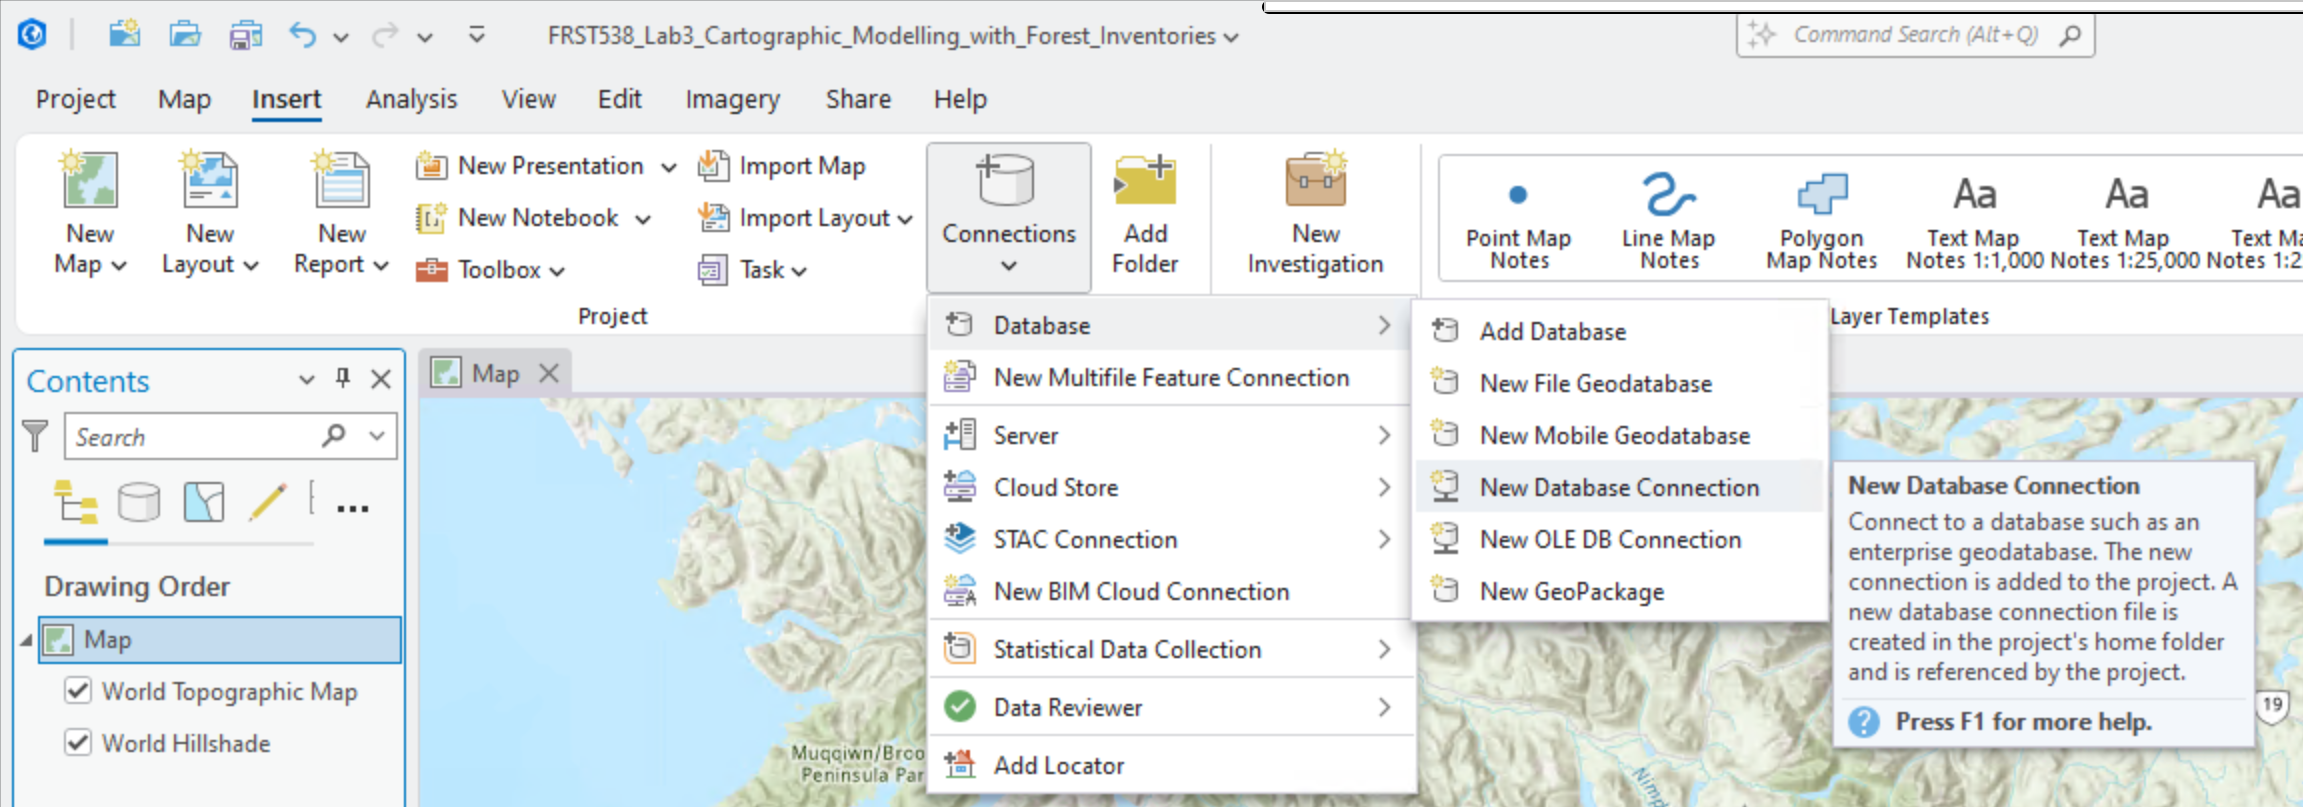 FRST538_Lab3_Cartographic_Modelling_with_Forest_Inventories
Command Search (Alt+Q)
Project Map Insert Analysis View Edit Imagery Share Help
New Map
New Layout
New Report
New Presentation
New Notebook
Toolbox
Import Map
Import Layout
Task
Connections
Add Folder
New Investigation
Point Map Notes
Line Map Notes
Polygon Map Notes
Aa
Text Map Notes 1:1,000
Aa
Text Map Notes 1:25,000
Aa
Project
Layer Templates
Contents
Search
Drawing Order
Map
World Topographic Map
World Hillshade
Map
Database
New Multifile Feature Connection
Server
Cloud Store
STAC Connection
New BIM Cloud Connection
Statistical Data Collection
Data Reviewer
Add Locator
Add Database
New File Geodatabase
New Mobile Geodatabase
New Database Connection
New OLE DB Connection
New GeoPackage
New Database Connection
Connect to a database such as an
enterprise geodatabase. The new
connection is added to the project. A
new database connection file is
created in the project's home folder
and is referenced by the project.
Press F1 for more help.
19
Muqqiwn/Broo
Peninsula Par
Nimp